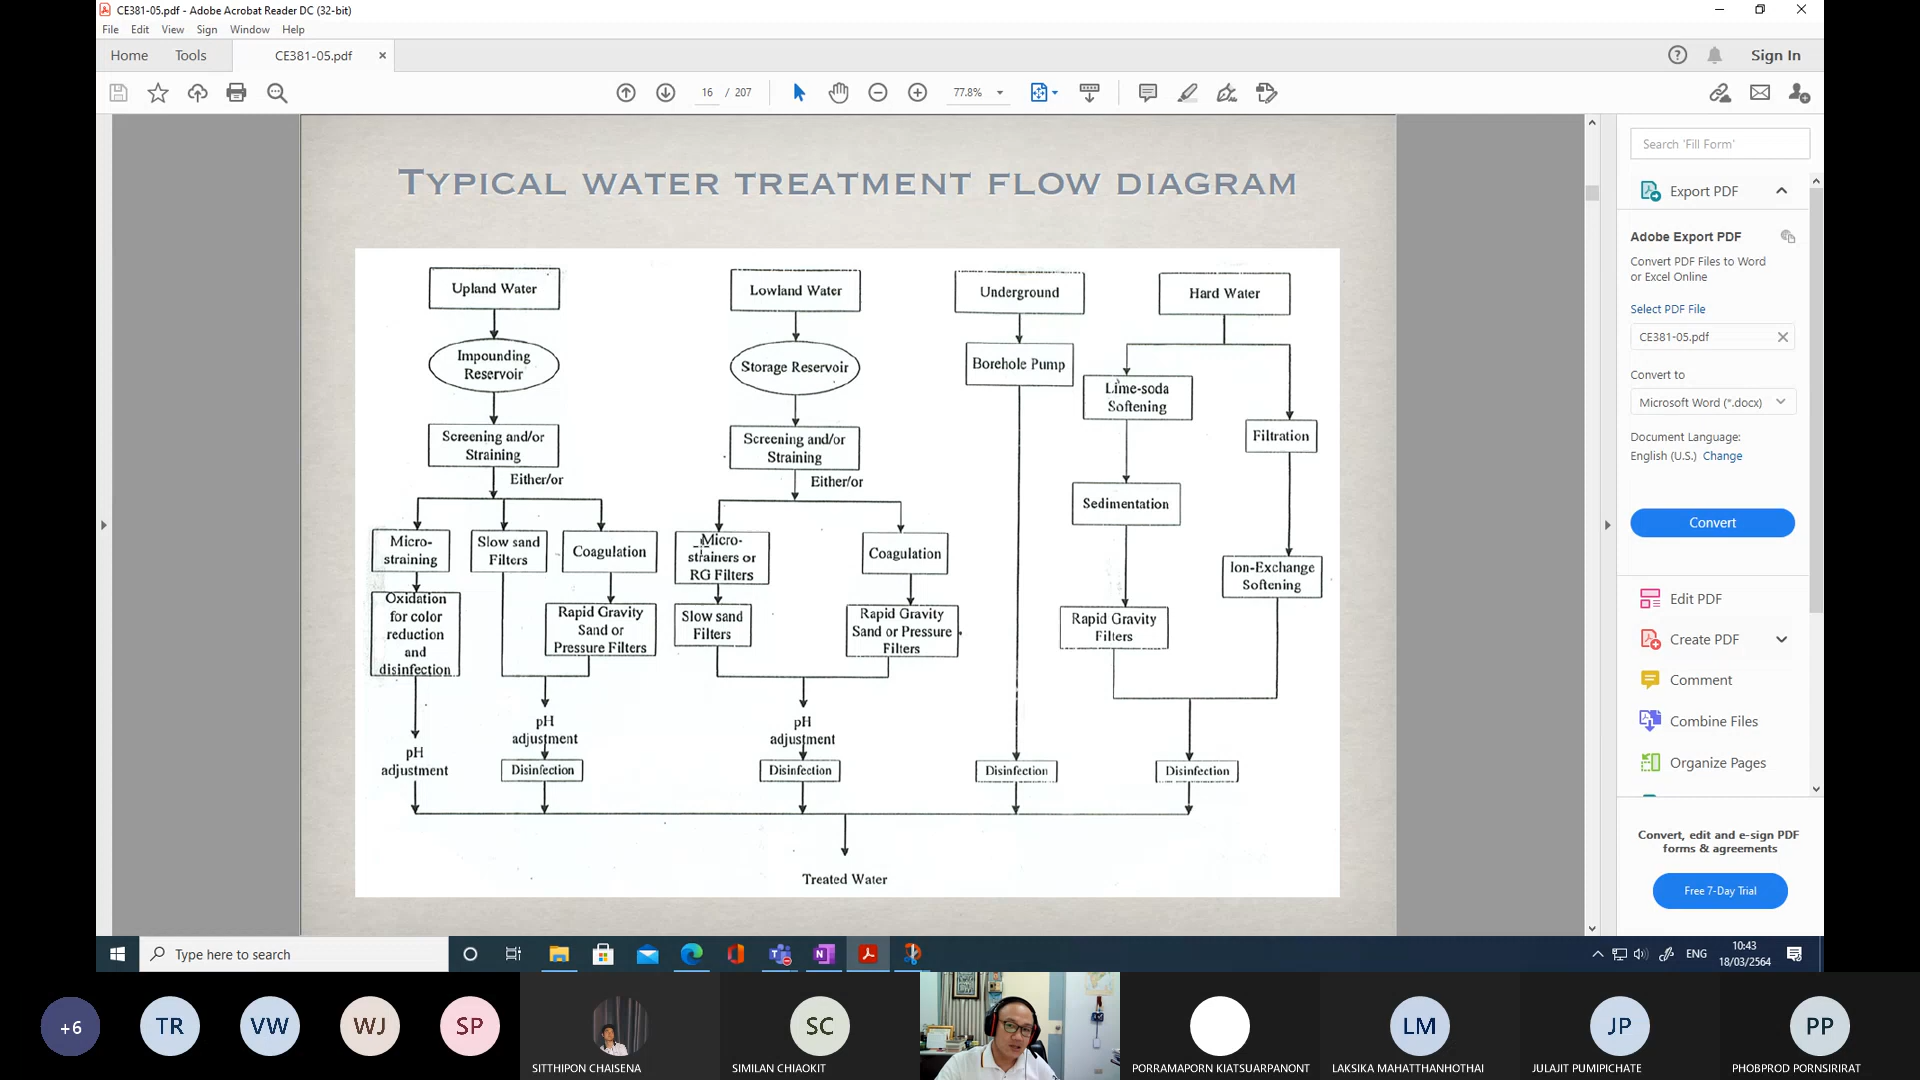 CE381-05.pdf - Adobe Acrobat Reader DC (32-bit)
File Edit View Sign Window Help
Home Tools CE381-05.pdf
Sign In
16 / 207
77.8%
TYPICAL WATER TREATMENT FLOW DIAGRAM
Upland Water
Lowland Water
Underground
Hard Water
Impounding
Reservoir
Storage Reservoir
Borehole Pump
Lime-soda
Softening
Filtration
Screening and/or
Straining
Screening and/or
Straining
Either/or
Either/or
Sedimentation
Micro-
straining
Slow sand
Filters
Coagulation
Micro-
strainers or
RG Filters
Coagulation
Ion-Exchange
Softening
Oxidation
for color
reduction
and
disinfection
Rapid Gravity
Sand or
Pressure Filters
Slow sand
Filters
Rapid Gravity
Sand or Pressure
Filters
Rapid Gravity
Filters
pH
adjustment
pH
adjustment
pH
adjustment
Disinfection
Disinfection
Disinfection
Disinfection
Treated Water
Search 'Fill Form'
Export PDF
Adobe Export PDF
Convert PDF Files to Word
or Excel Online
Select PDF File
CE381-05.pdf
Convert to
Microsoft Word (*.docx)
Document Language:
English (U.S.) Change
Convert
Edit PDF
Create PDF
Comment
Combine Files
Organize Pages
Convert, edit and e-sign PDF
forms & agreements
Free 7-Day Trial
Type here to search
ENG
10:43
18/03/2564
+6
TR
VW
WJ
SP
SITTHIPON CHAISENA
SC
SIMILAN CHIAOKIT
PORRAMAPORN KIATSUARPANONT
LM
LAKSIKA MAHATTHANHOTHAI
JP
JULAJIT PUMIPICHATE
PP
PHOBPROD PORNSIRIRAT